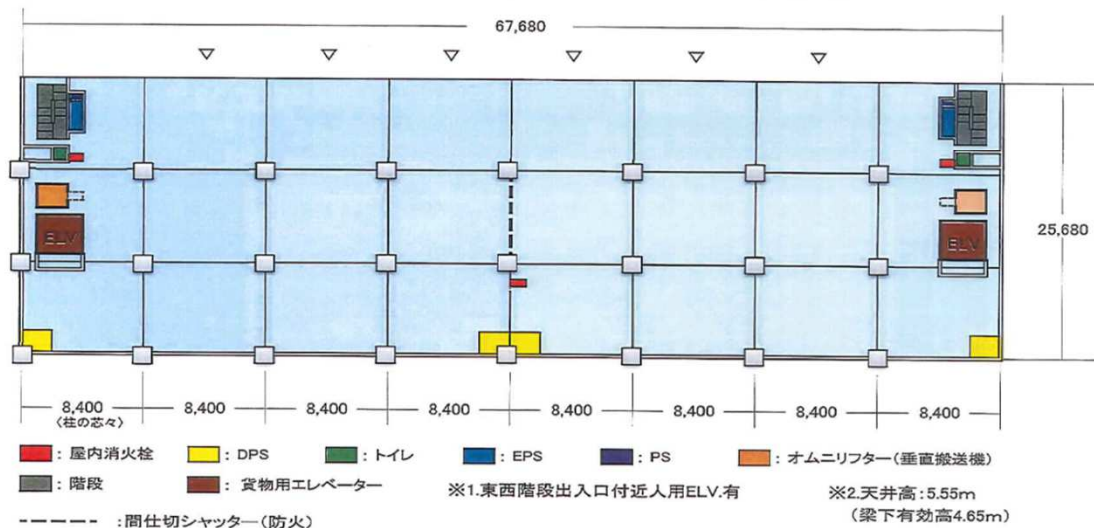 67,680
▽ ▽ ▽ ▽ ▽ ▽
ELV ELV
25,680
8,400 8,400 8,400 8,400 8,400 8,400 8,400 8,400
〈柱の芯々〉
:屋内消火栓 :DPS :トイレ :EPS :PS :オムニリフター(垂直搬送機)
:階段 :貨物用エレベーター ※1.東西階段出入口付近人用ELV.有 ※2.天井高:5.55m
(梁下有効高4.65m)
:間仕切シャッター(防火)